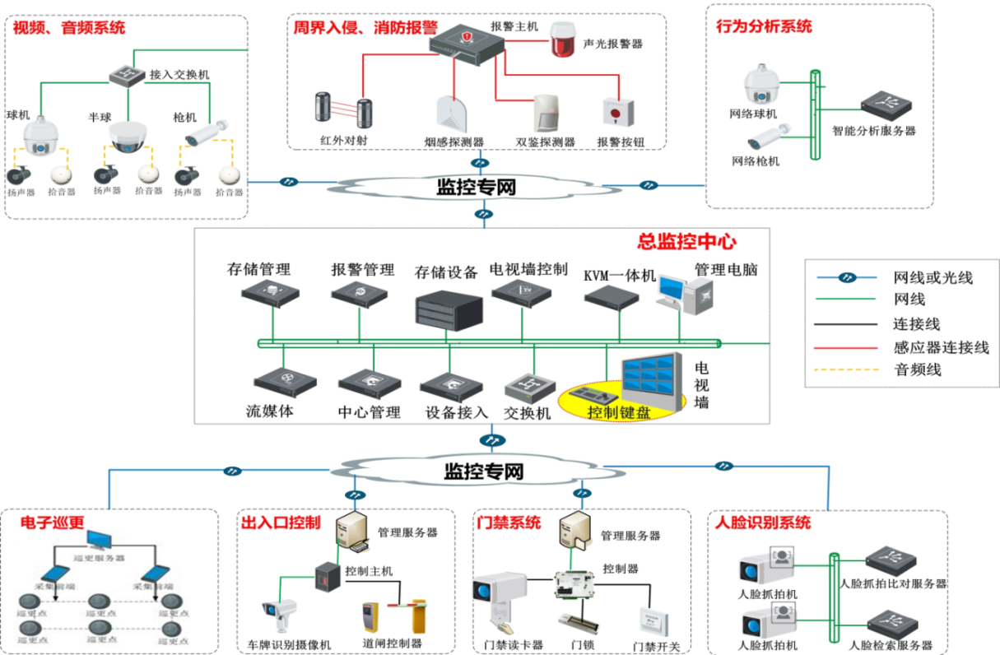 视频、音频系统
接入交换机
球机
半球
枪机
扬声器
拾音器
扬声器
拾音器
扬声器
拾音器
周界入侵、消防报警
报警主机
声光报警器
红外对射
烟感探测器
双鉴探测器
报警按钮
行为分析系统
网络球机
智能分析服务器
网络枪机
监控专网
总监控中心
存储管理
报警管理
存储设备
电视墙控制
KVM一体机
管理电脑
流媒体
中心管理
设备接入
交换机
控制键盘
电视墙
网线或光线
网线
连接线
感应器连接线
音频线
监控专网
电子巡更
巡更服务器
采集前端
采集前端
巡更点
巡更点
巡更点
巡更点
巡更点
巡更点
出入口控制
管理服务器
控制主机
车牌识别摄像机
道闸控制器
门禁系统
管理服务器
控制器
门禁读卡器
门锁
门禁开关
人脸识别系统
人脸抓拍机
人脸抓拍比对服务器
人脸抓拍机
人脸检索服务器